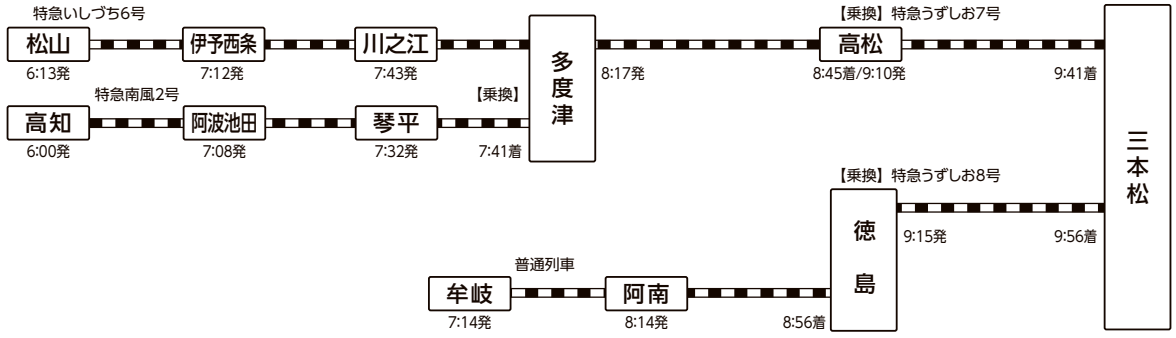 特急いしづち6号
【乗換】特急うずしお7号
松山
伊予西条
川之江
多度津
高松
三本松
6:13発
7:12発
7:43発
8:17発
8:45着/9:10発
9:41着
特急南風2号
【乗換】
高知
阿波池田
琴平
6:00発
7:08発
7:32発
7:41着
【乗換】特急うずしお8号
徳島
9:15発
9:56着
普通列車
牟岐
阿南
7:14発
8:14発
8:56着